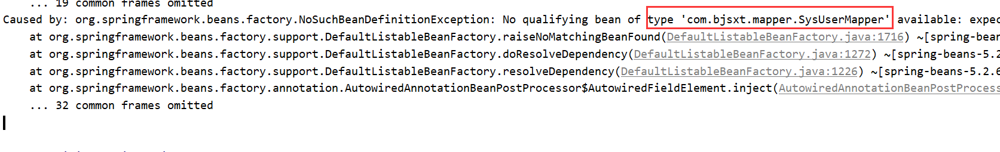 ... 19 common frames omitted
Caused by: org.springframework.beans.factory.NoSuchBeanDefinitionException: No qualifying bean of type 'com.bjsxt.mapper.SysUserMapper' available: expec
at org.springframework.beans.factory.support.DefaultListableBeanFactory.raiseNoMatchingBeanFound(DefaultListableBeanFactory.java:1716) ~[spring-bean
at org.springframework.beans.factory.support.DefaultListableBeanFactory.doResolveDependency(DefaultListableBeanFactory.java:1272) ~[spring-beans-5.2
at org.springframework.beans.factory.support.DefaultListableBeanFactory.resolveDependency(DefaultListableBeanFactory.java:1226) ~[spring-beans-5.2.6
at org.springframework.beans.factory.annotation.AutowiredAnnotationBeanPostProcessor$AutowiredFieldElement.inject(AutowiredAnnotationBeanPostProcess
... 32 common frames omitted